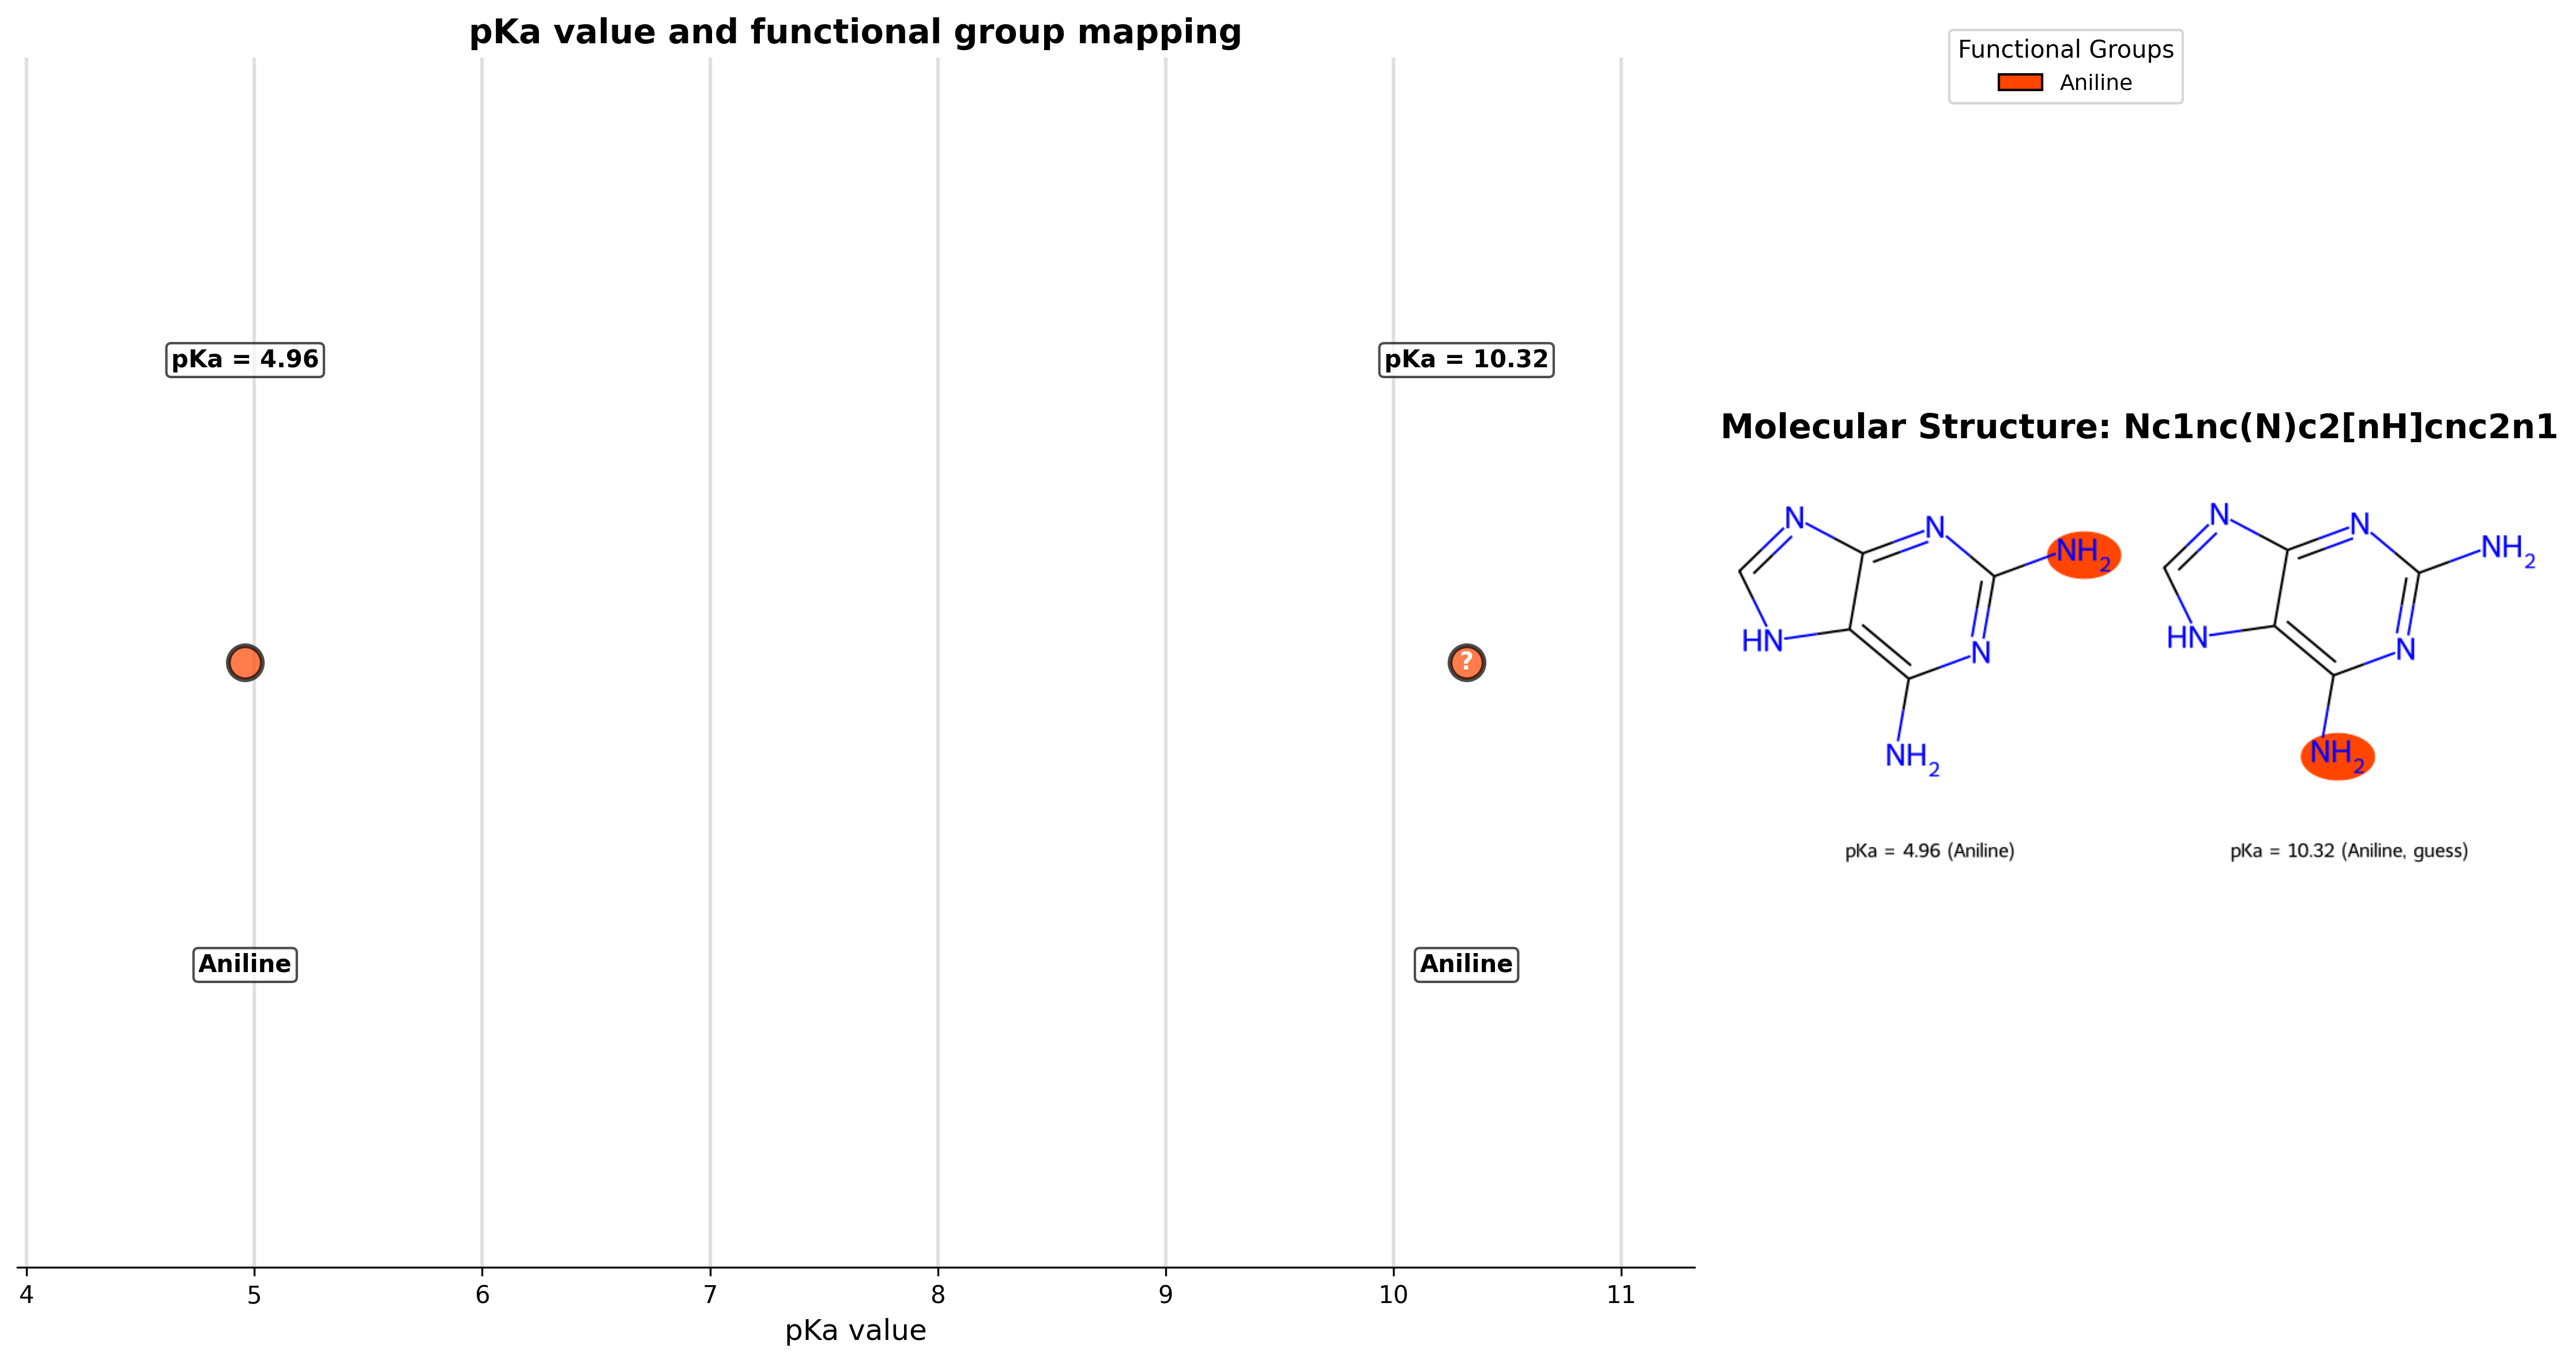 pKa value and functional group mapping
Functional Groups
Aniline
pKa = 4.96
pKa = 10.32
?
Aniline
Aniline
4 5 6 7 8 9 10 11
pKa value
Molecular Structure: Nc1nc(N)c2[nH]cnc2n1
N N NH2
HN N
NH2
N N NH2
HN N
NH2
pKa = 4.96 (Aniline)
pKa = 10.32 (Aniline, guess)